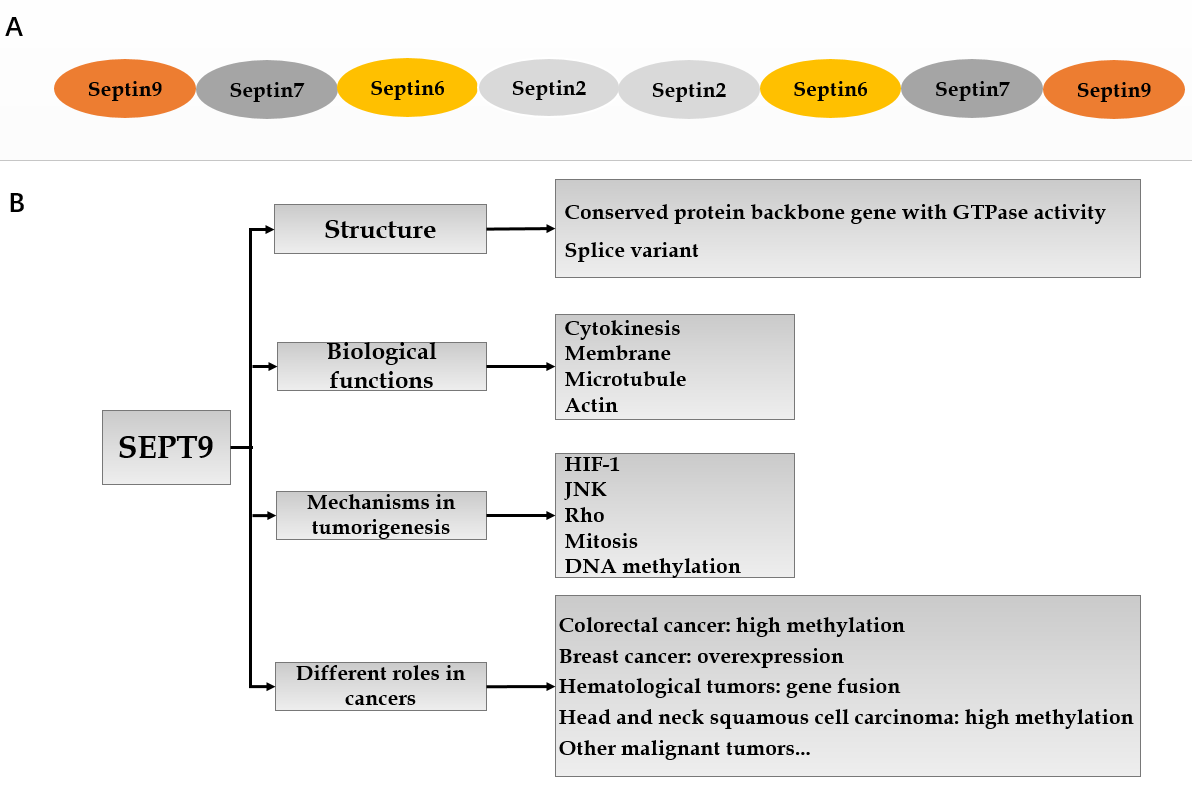 A
Septin9 Septin7 Septin6 Septin2 Septin2 Septin6 Septin7 Septin9
B
SEPT9
Structure
Conserved protein backbone gene with GTPase activity
Splice variant
Biological
functions
Cytokinesis
Membrane
Microtubule
Actin
Mechanisms in
tumorigenesis
HIF-1
JNK
Rho
Mitosis
DNA methylation
Different roles in
cancers
Colorectal cancer: high methylation
Breast cancer: overexpression
Hematological tumors: gene fusion
Head and neck squamous cell carcinoma: high methylation
Other malignant tumors...